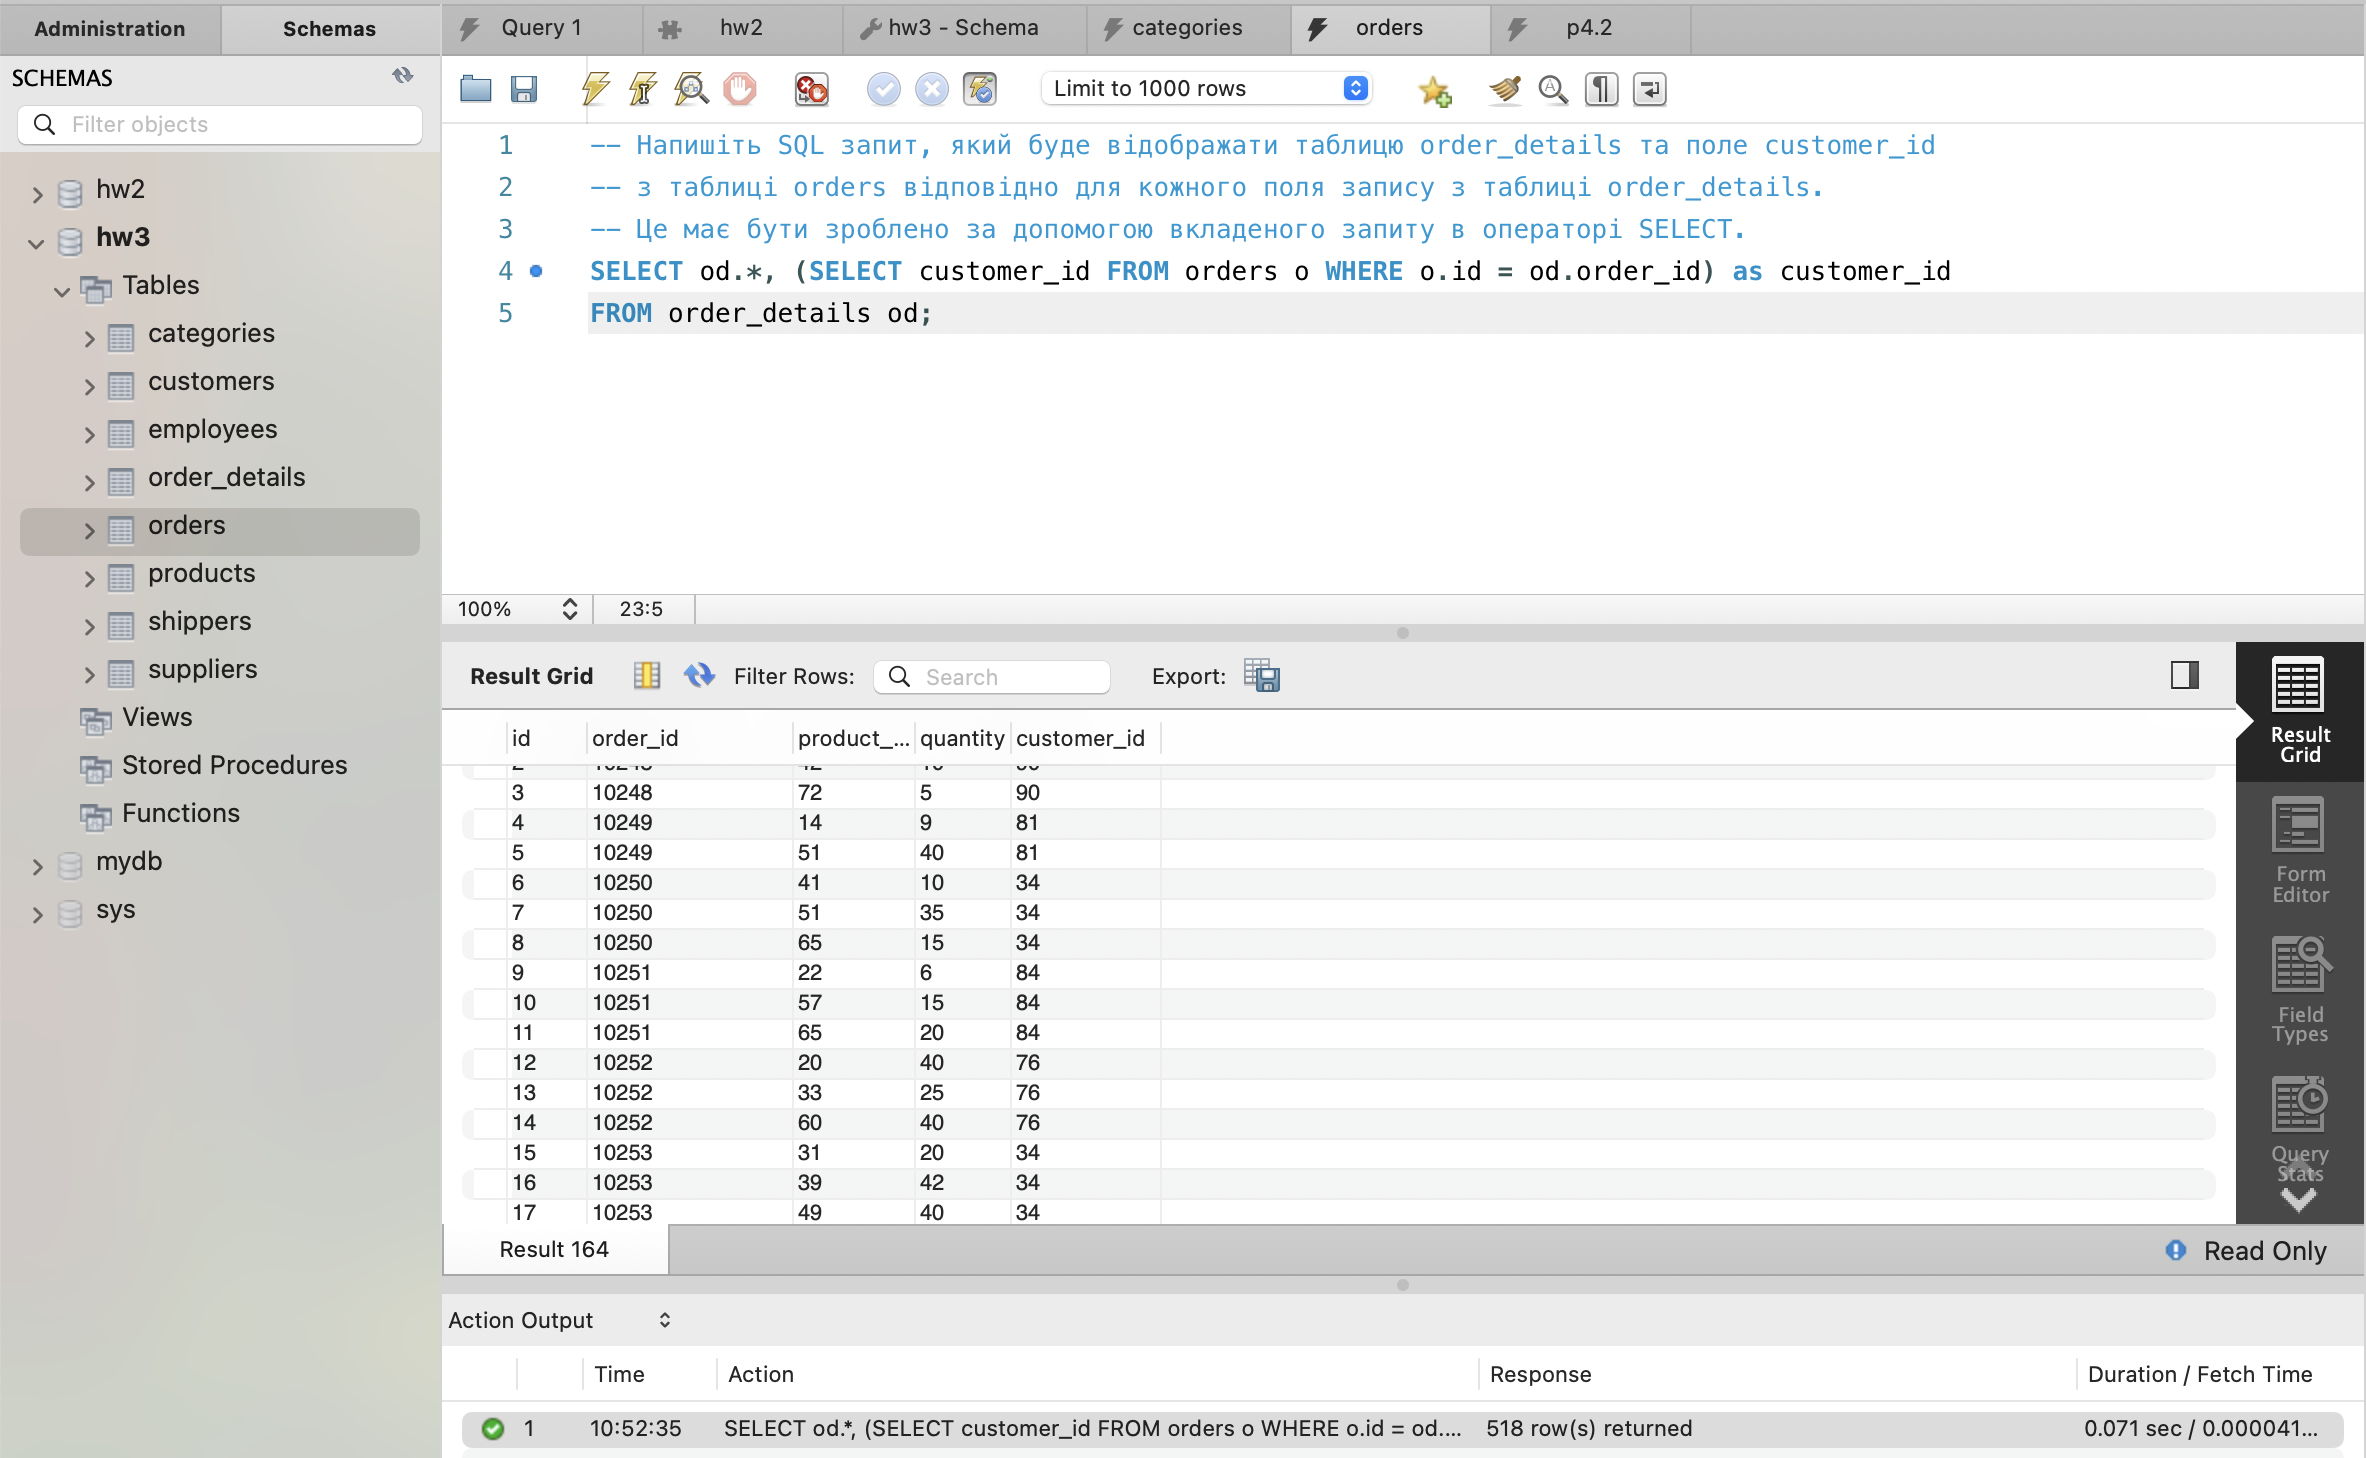 Administration
Schemas
SCHEMAS
Filter objects
hw2
hw3
Tables
categories
customers
employees
order_details
orders
products
shippers
suppliers
Views
Stored Procedures
Functions
mydb
sys
Query 1
hw2
hw3 - Schema
categories
orders
p4.2
Limit to 1000 rows
1 -- Напишіть SQL запит, який буде відображати таблицю order_details та поле customer_id
2 -- з таблиці orders відповідно для кожного поля запису з таблиці order_details.
3 -- Це має бути зроблено за допомогою вкладеного запиту в операторі SELECT.
4 SELECT od.*, (SELECT customer_id FROM orders o WHERE o.id = od.order_id) as customer_id
5 FROM order_details od;
100% 23:5
Result Grid Filter Rows: Search Export:
id order_id product_... quantity customer_id
3 10248 72 5 90
4 10249 14 9 81
5 10249 51 40 81
6 10250 41 10 34
7 10250 51 35 34
8 10250 65 15 34
9 10251 22 6 84
10 10251 57 15 84
11 10251 65 20 84
12 10252 20 40 76
13 10252 33 25 76
14 10252 60 40 76
15 10253 31 20 34
16 10253 39 42 34
17 10253 49 40 34
Result
Grid
Form
Editor
Field
Types
Query
Stats
Result 164
Read Only
Action Output
Time Action Response Duration / Fetch Time
1 10:52:35 SELECT od.*, (SELECT customer_id FROM orders o WHERE o.id = od.... 518 row(s) returned 0.071 sec / 0.000041...